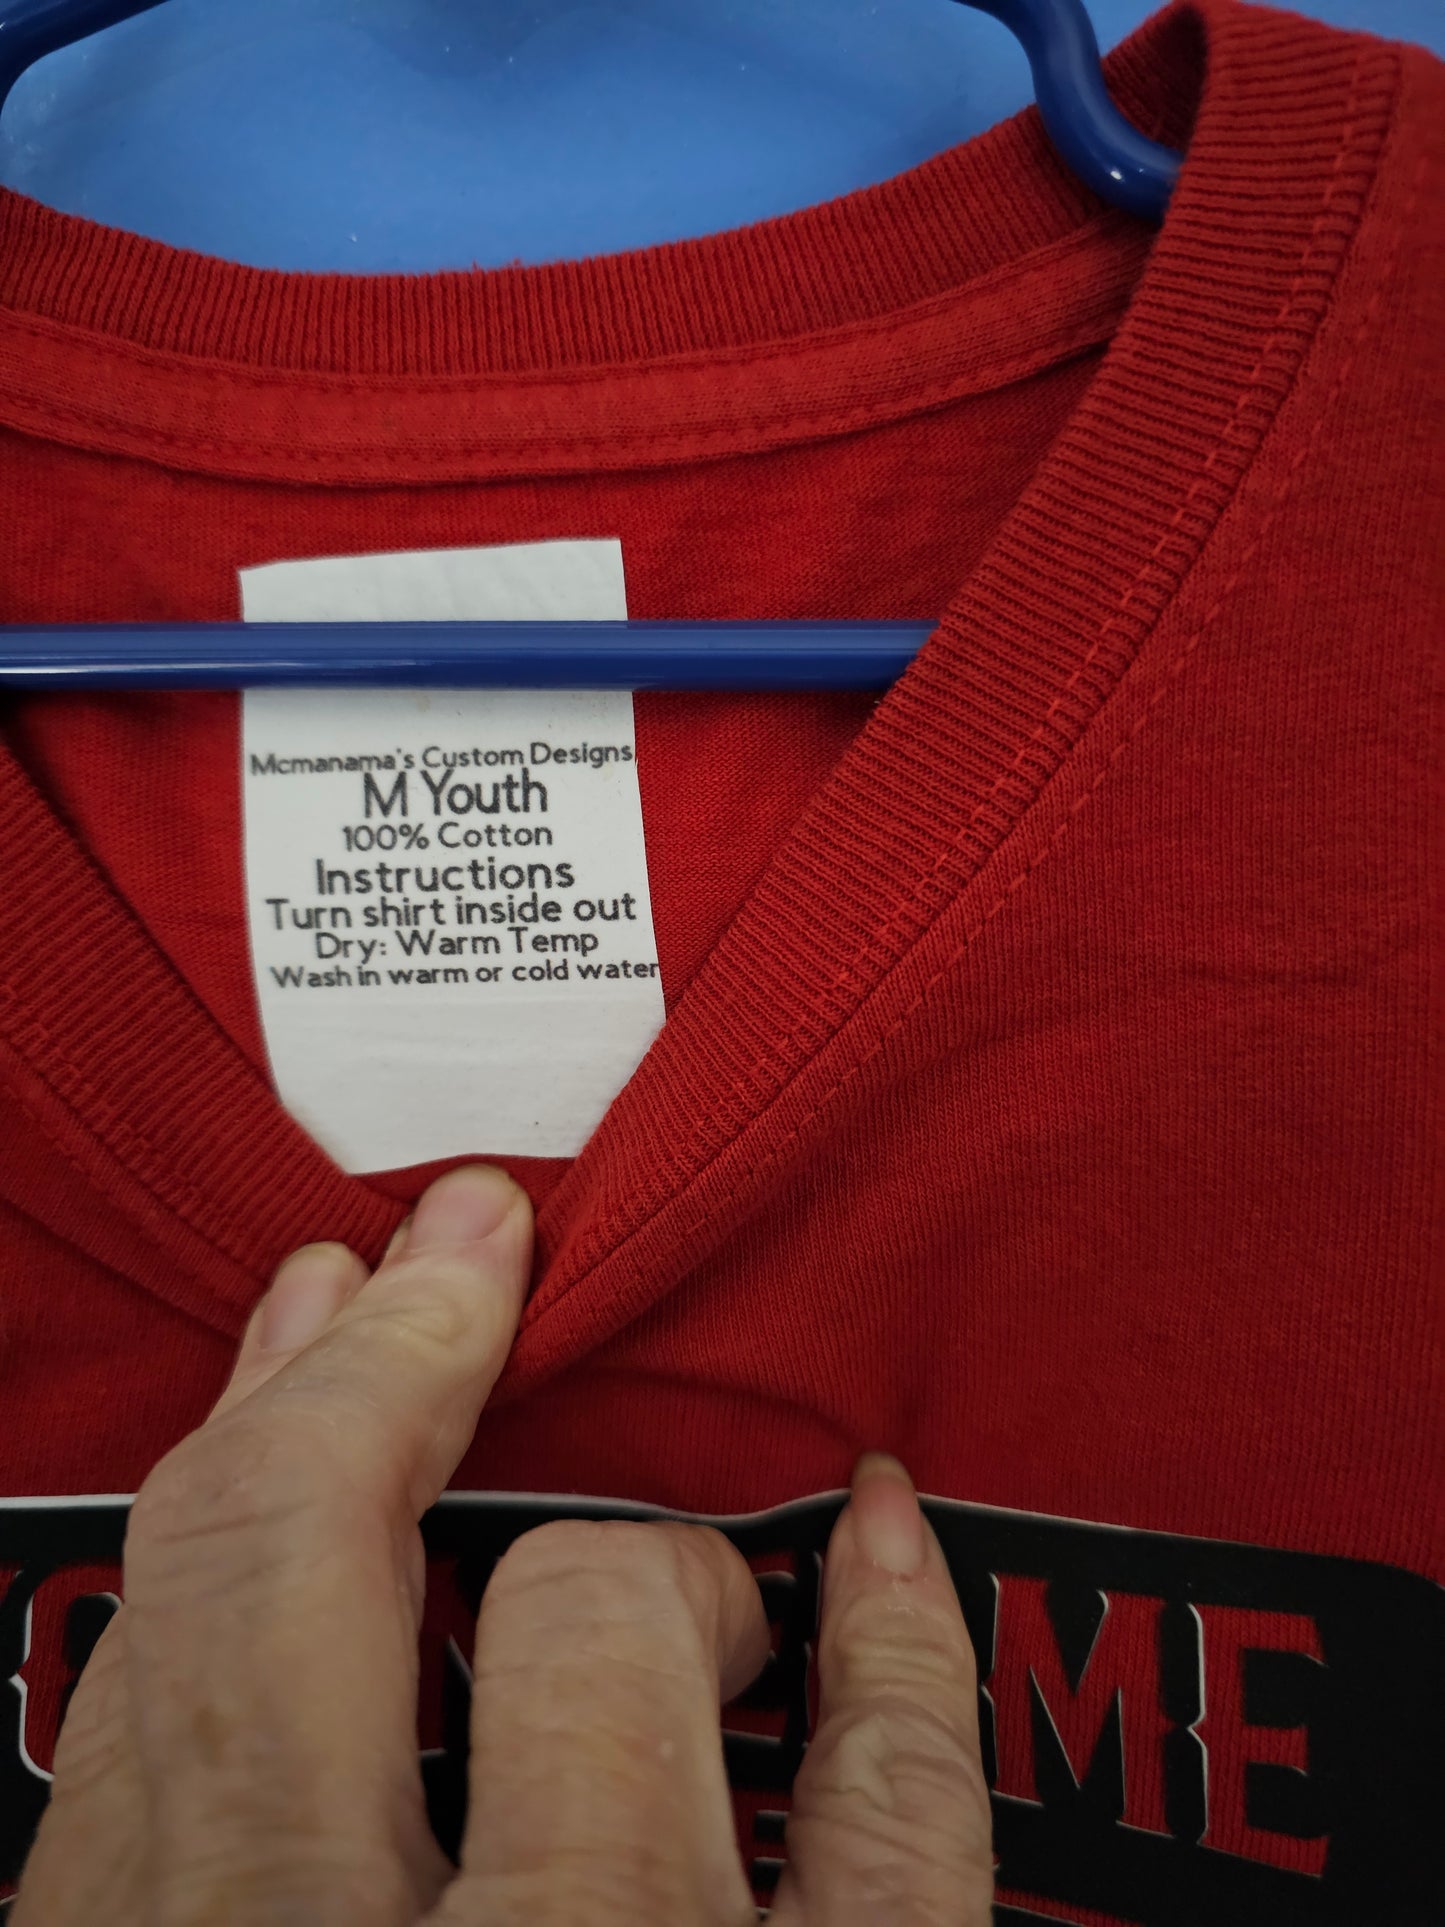 Mcmanama's Custom Designs
M Youth
100% Cotton
Instructions
Turn shirt inside out
Dry: Warm Temp
Wash in warm or cold water
ME